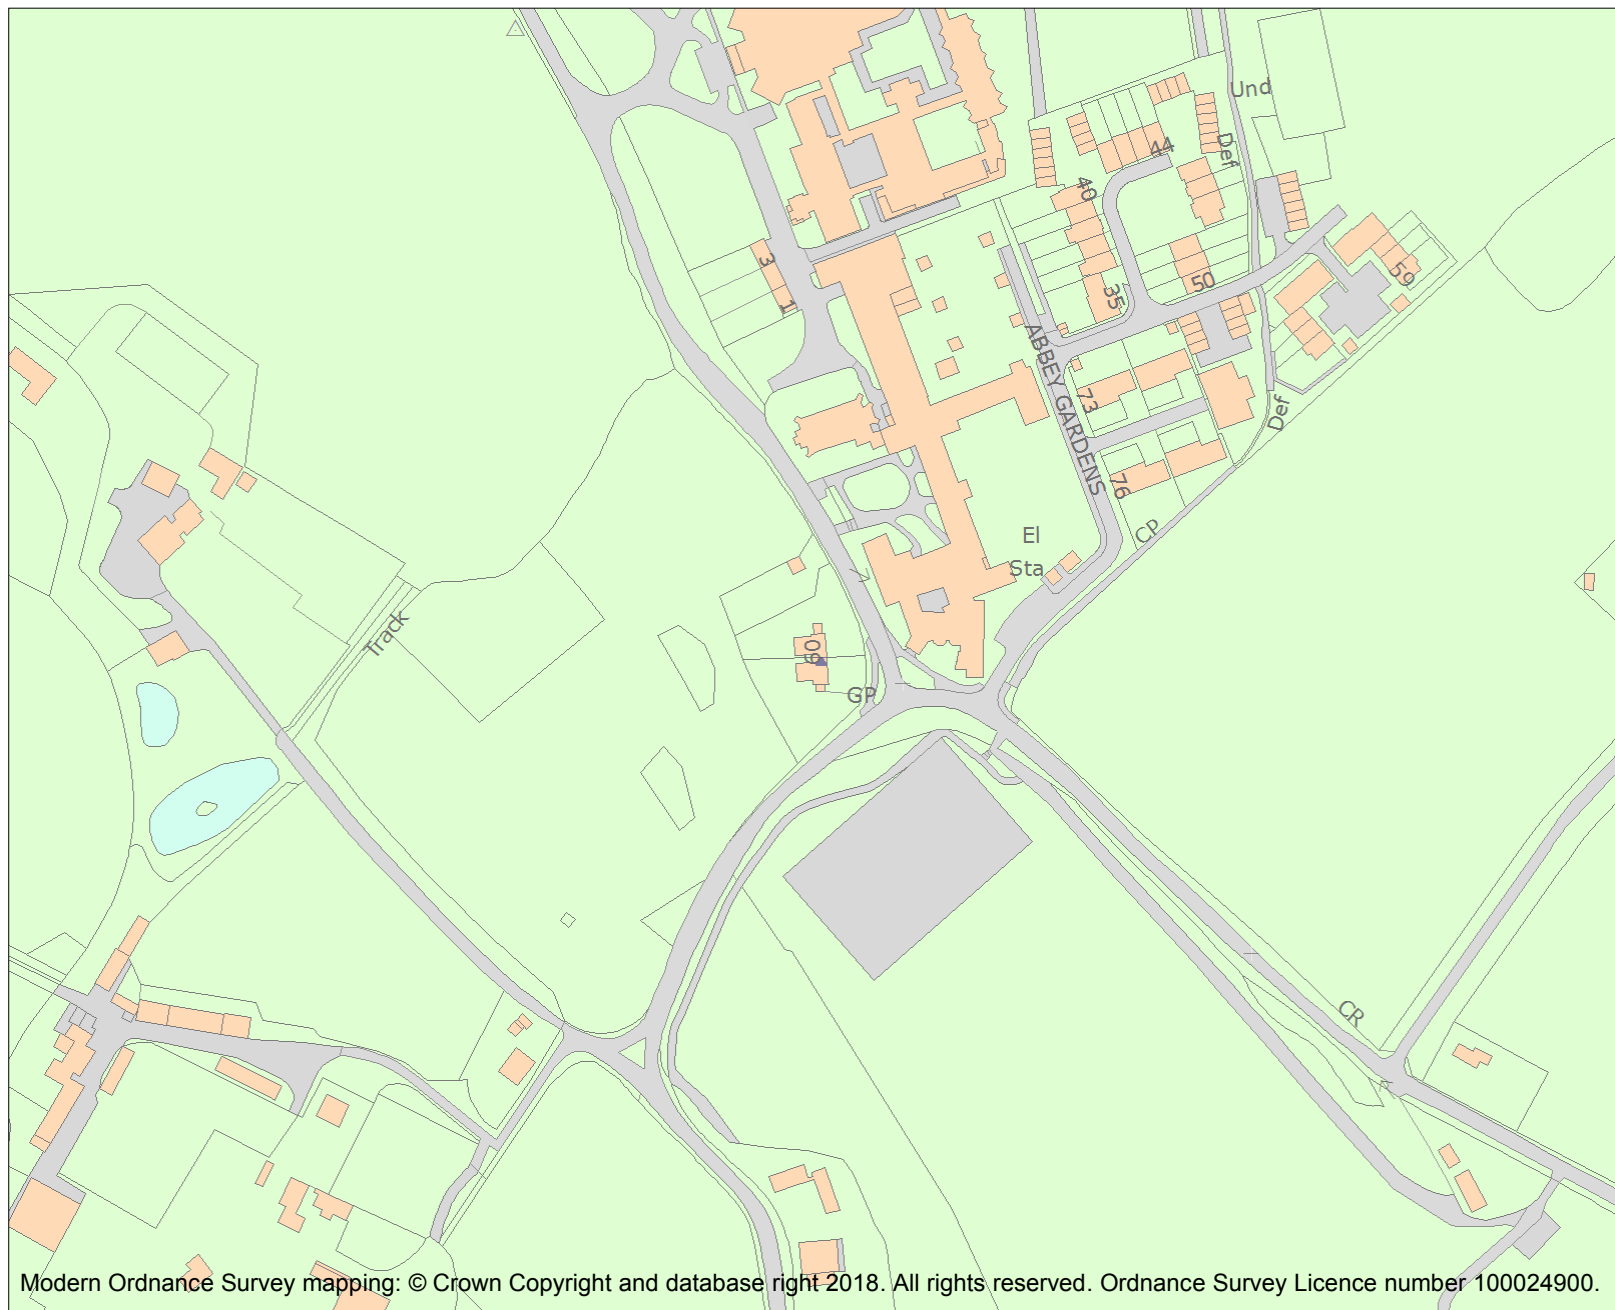 Und
Def
44
40
3
1
35
50
59
ABBEY GARDENS
73
Def
76
CP
El
Sta
Track
60
GP
CR
Modern Ordnance Survey mapping: © Crown Copyright and database right 2018. All rights reserved. Ordnance Survey Licence number 100024900.